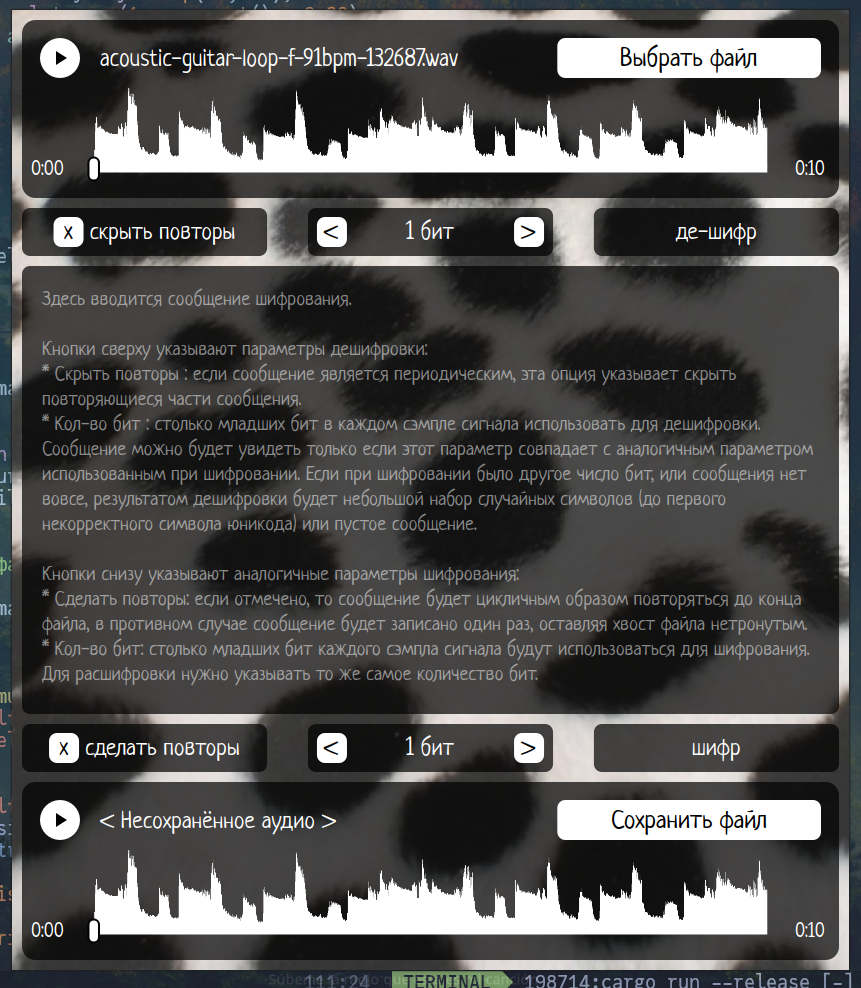 acoustic-guitar-loop-f-91bpm-132687.wav
Выбрать файл
0:00
0:10
x скрыть повторы
< 1 бит >
де-шифр
Здесь вводится сообщение шифрования.
Кнопки сверху указывают параметры дешифровки:
* Скрыть повторы : если сообщение является периодическим, эта опция указывает скрыть
повторяющиеся части сообщения.
* Кол-во бит : столько младших бит в каждом сэмпле сигнала использовать для дешифровки.
Сообщение можно будет увидеть только если этот параметр совпадает с аналогичным параметром
использованным при шифровании. Если при шифровании было другое число бит, или сообщения нет
вовсе, результатом дешифровки будет небольшой набор случайных символов (до первого
некорректного символа юникода) или пустое сообщение.
Кнопки снизу указывают аналогичные параметры шифрования:
* Сделать повторы: если отмечено, то сообщение будет цикличным образом повторяться до конца
файла, в противном случае сообщение будет записано один раз, оставляя хвост файла нетронутым.
* Кол-во бит: столько младших бит каждого сэмпла сигнала будут использоваться для шифрования.
Для расшифровки нужно указывать то же самое количество бит.
x сделать повторы
< 1 бит >
шифр
< Несохранённое аудио >
Сохранить файл
0:00
0:10
111:24 TERMINAL 198714:cargo run --release [-]